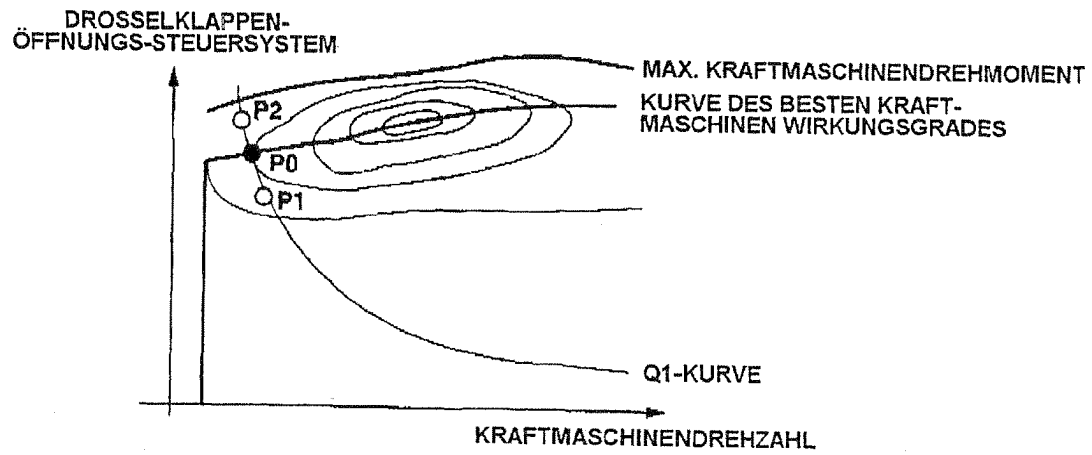 DROSSELKLAPPEN-
ÖFFNUNGS-STEUERSYSTEM
MAX. KRAFTMASCHINENDREHMOMENT
KURVE DES BESTEN KRAFT-
MASCHINEN WIRKUNGSGRADES
P2
P0
P1
Q1-KURVE
KRAFTMASCHINENDREHZAHL